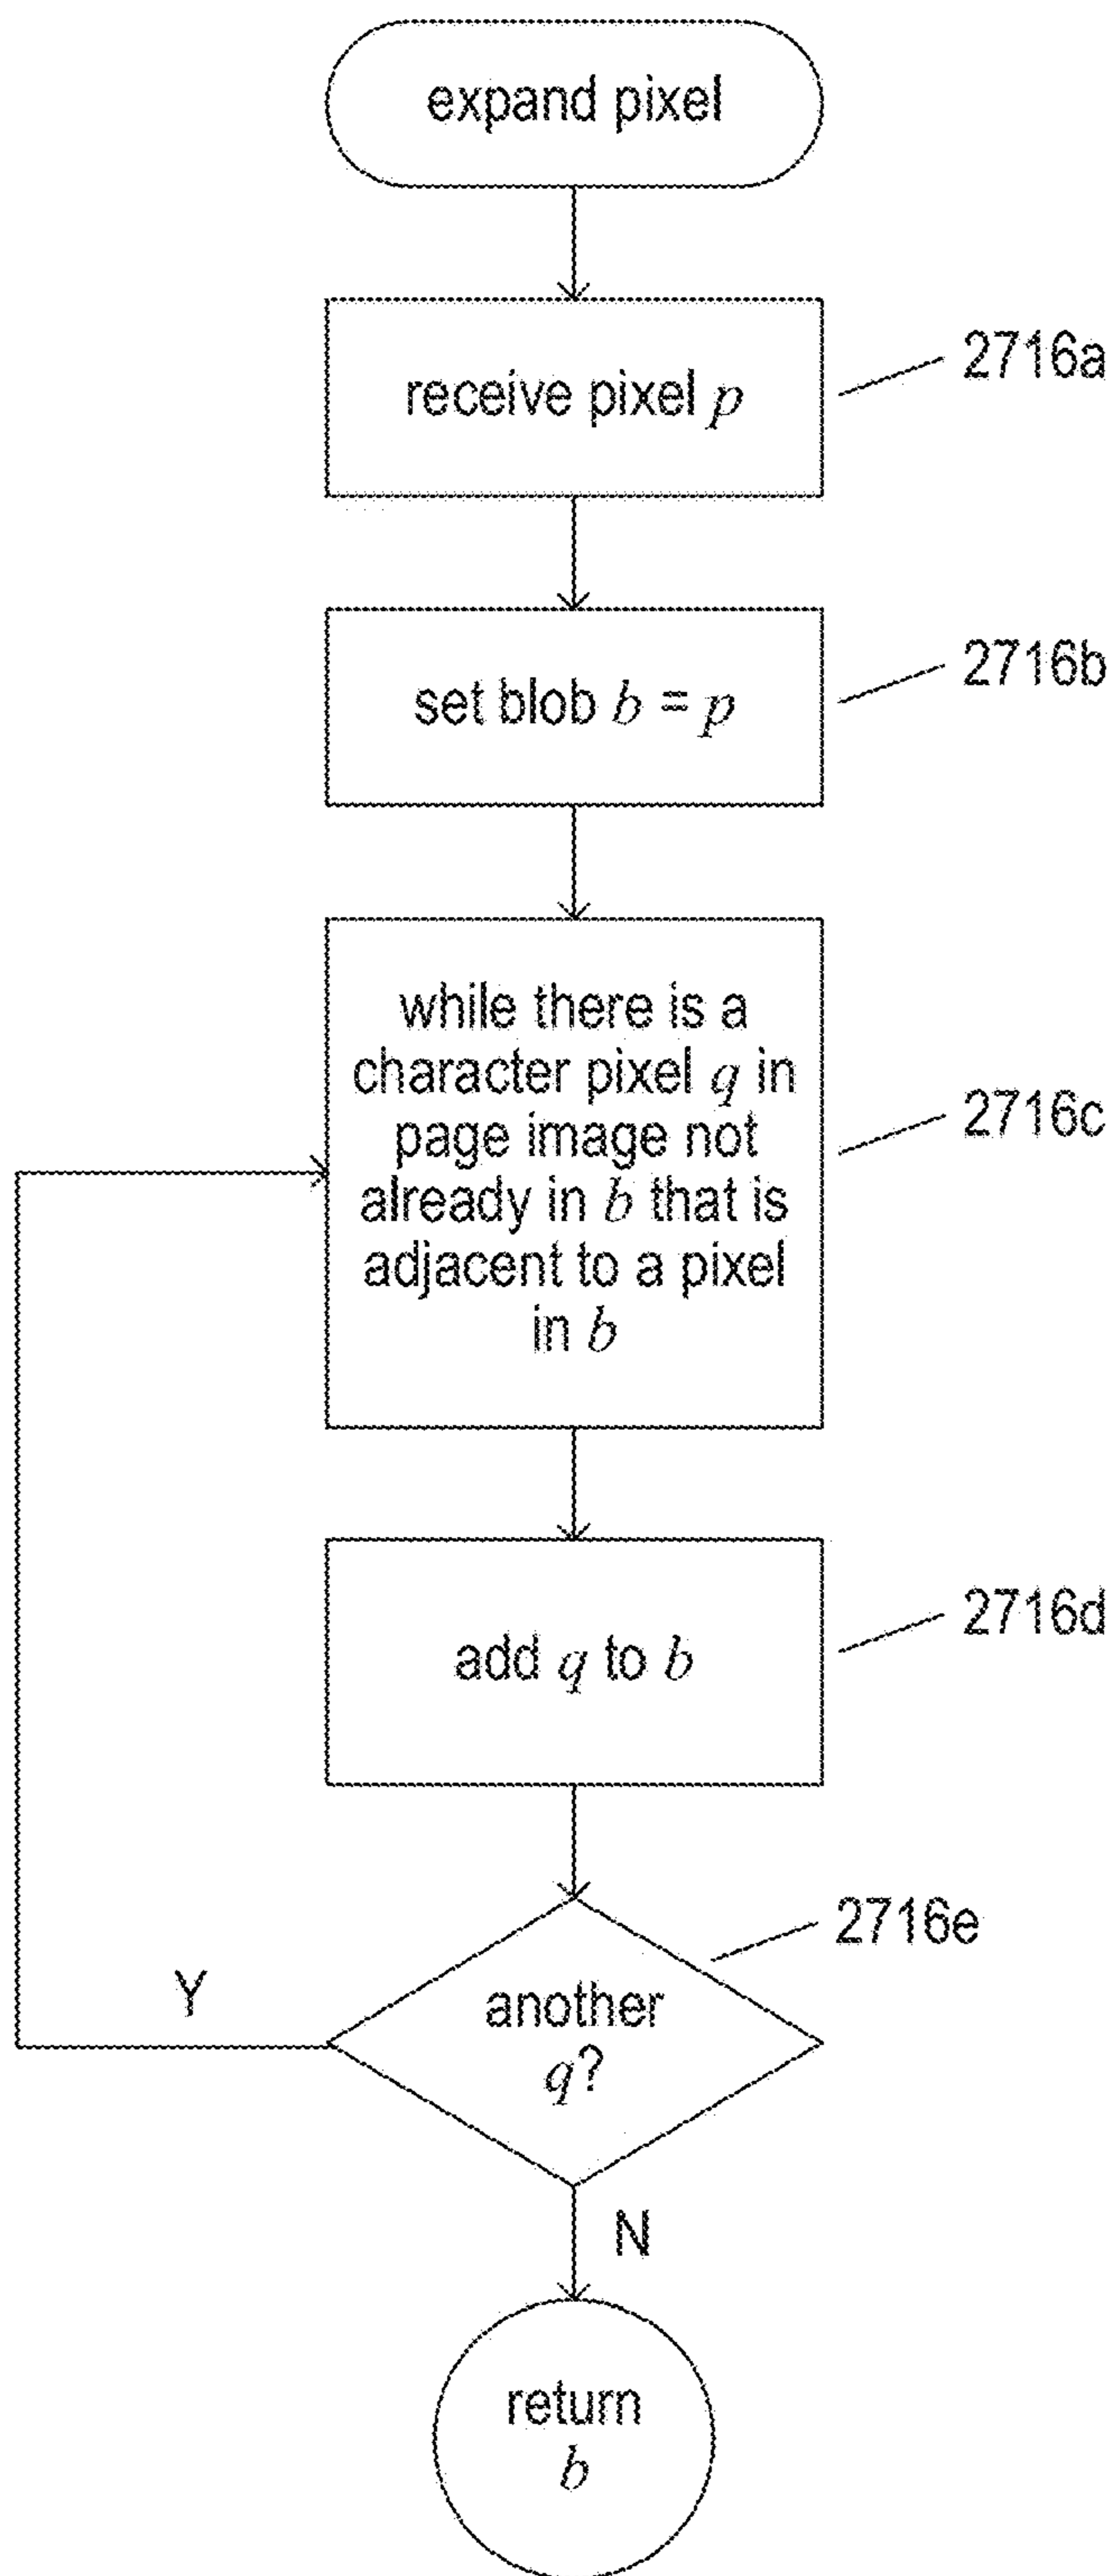 expand pixel
receive pixel p
2716a
set blob b = p
2716b
while there is a
character pixel q in
page image not
already in b that is
adjacent to a pixel
in b
2716c
add q to b
2716d
another
q?
2716e
Y
N
return
b